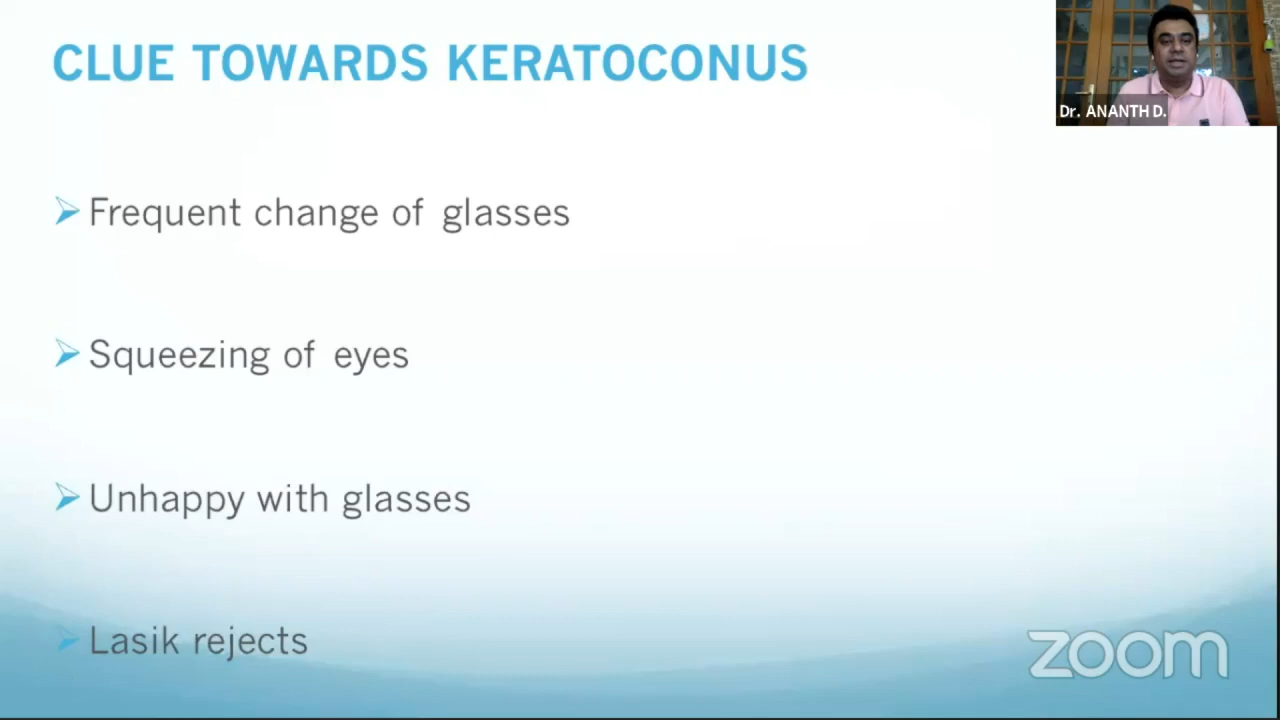 CLUE TOWARDS KERATOCONUS
Dr. ANANTH D.
Frequent change of glasses
Squeezing of eyes
Unhappy with glasses
Lasik rejects
zoom